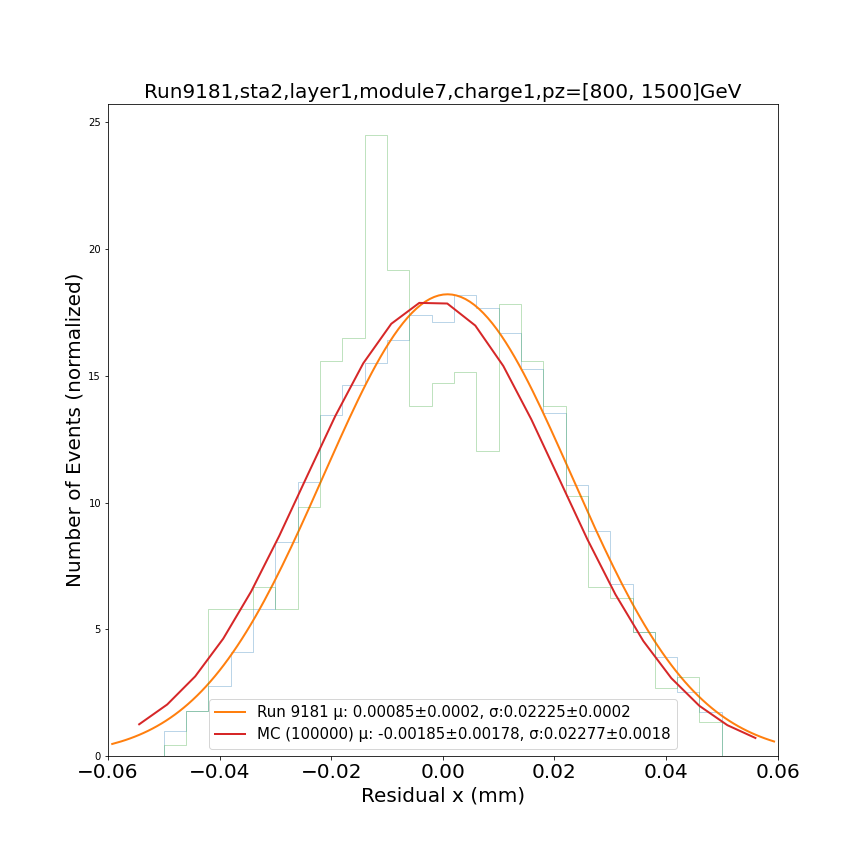 Run9181,sta2,layer1,module7,charge1,pz=[800, 1500]GeV
Number of Events (normalized)
25
20
15
10
5
0
Run 9181 μ: 0.00085±0.0002, σ:0.02225±0.0002
MC (100000) μ: -0.00185±0.00178, σ:0.02277±0.0018
−0.06 −0.04 −0.02 0.00 0.02 0.04 0.06
Residual x (mm)